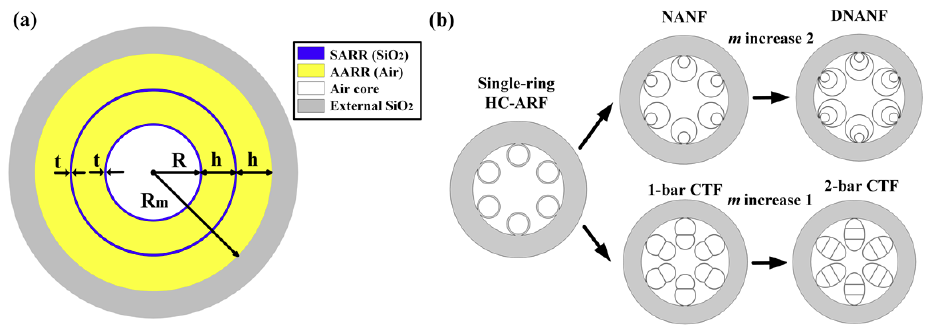 (a)
SARR (SiO₂)
AARR (Air)
Air core
External SiO₂
t
t
R
h
h
Rm
(b)
NANF
DNANF
m increase 2
Single-ring
HC-ARF
1-bar CTF
2-bar CTF
m increase 1